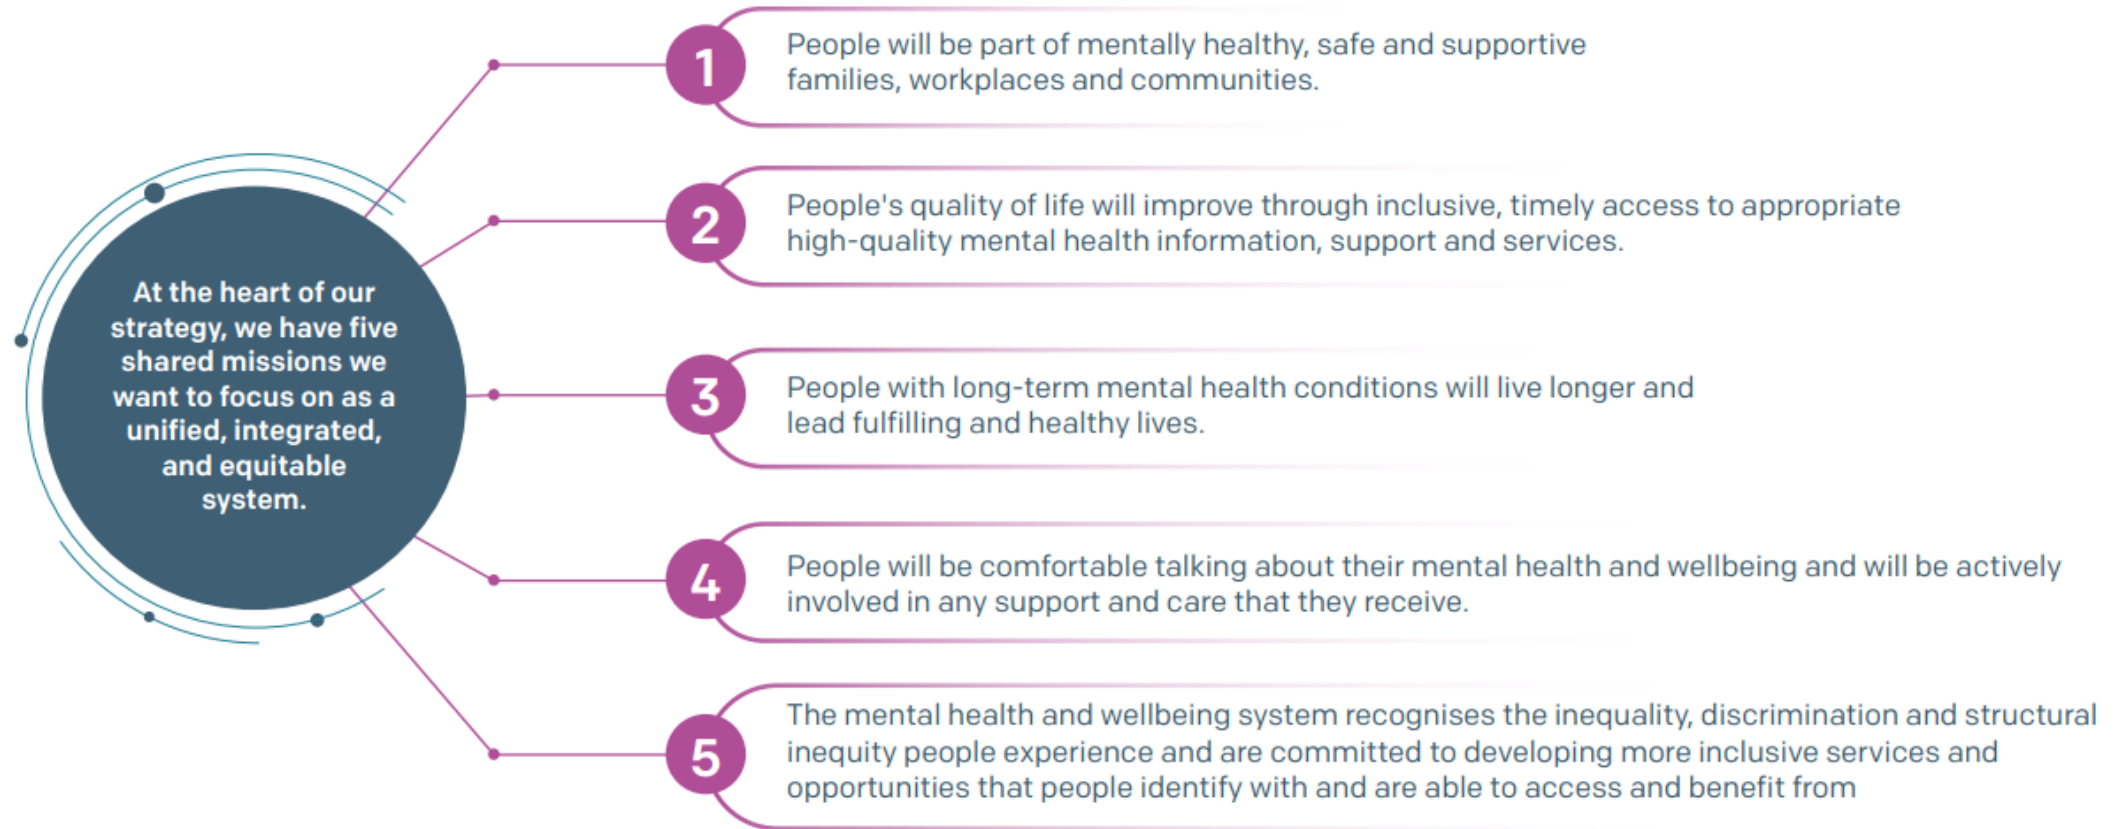 At the heart of our
strategy, we have five
shared missions we
want to focus on as a
unified, integrated,
and equitable
system.
1
People will be part of mentally healthy, safe and supportive
families, workplaces and communities.
2
People's quality of life will improve through inclusive, timely access to appropriate
high-quality mental health information, support and services.
3
People with long-term mental health conditions will live longer and
lead fulfilling and healthy lives.
4
People will be comfortable talking about their mental health and wellbeing and will be actively
involved in any support and care that they receive.
5
The mental health and wellbeing system recognises the inequality, discrimination and structural
inequity people experience and are committed to developing more inclusive services and
opportunities that people identify with and are able to access and benefit from